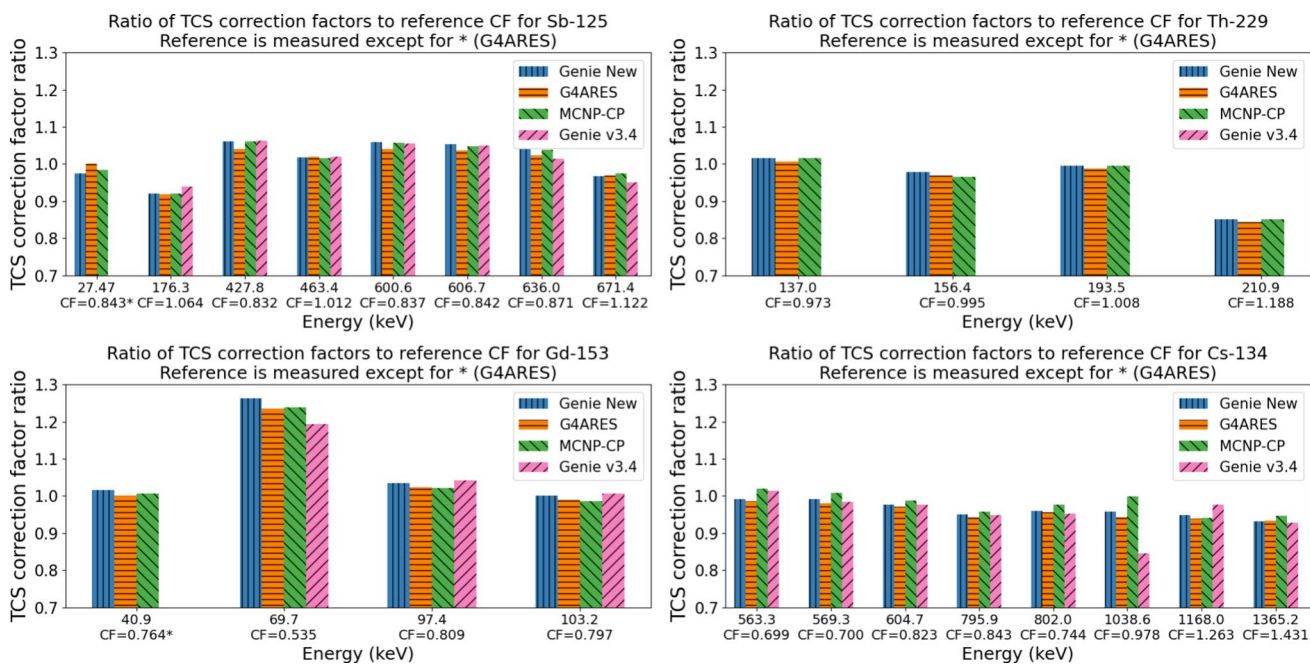 Ratio of TCS correction factors to reference CF for Sb-125
Reference is measured except for * (G4ARES)
TCS correction factor ratio
1.3
1.2
1.1
1.0
0.9
0.8
0.7
Genie New
G4ARES
MCNP-CP
Genie v3.4
27.47 176.3 427.8 463.4 600.6 606.7 636.0 671.4
CF=0.843* CF=1.064 CF=0.832 CF=1.012 CF=0.837 CF=0.842 CF=0.871 CF=1.122
Energy (keV)
Ratio of TCS correction factors to reference CF for Th-229
Reference is measured except for * (G4ARES)
TCS correction factor ratio
1.3
1.2
1.1
1.0
0.9
0.8
0.7
Genie New
G4ARES
MCNP-CP
Genie v3.4
137.0 156.4 193.5 210.9
CF=0.973 CF=0.995 CF=1.008 CF=1.188
Energy (keV)
Ratio of TCS correction factors to reference CF for Gd-153
Reference is measured except for * (G4ARES)
TCS correction factor ratio
1.3
1.2
1.1
1.0
0.9
0.8
0.7
Genie New
G4ARES
MCNP-CP
Genie v3.4
40.9 69.7 97.4 103.2
CF=0.764* CF=0.535 CF=0.809 CF=0.797
Energy (keV)
Ratio of TCS correction factors to reference CF for Cs-134
Reference is measured except for * (G4ARES)
TCS correction factor ratio
1.3
1.2
1.1
1.0
0.9
0.8
0.7
Genie New
G4ARES
MCNP-CP
Genie v3.4
563.3 569.3 604.7 795.9 802.0 1038.6 1168.0 1365.2
CF=0.699 CF=0.700 CF=0.823 CF=0.843 CF=0.744 CF=0.978 CF=1.263 CF=1.431
Energy (keV)